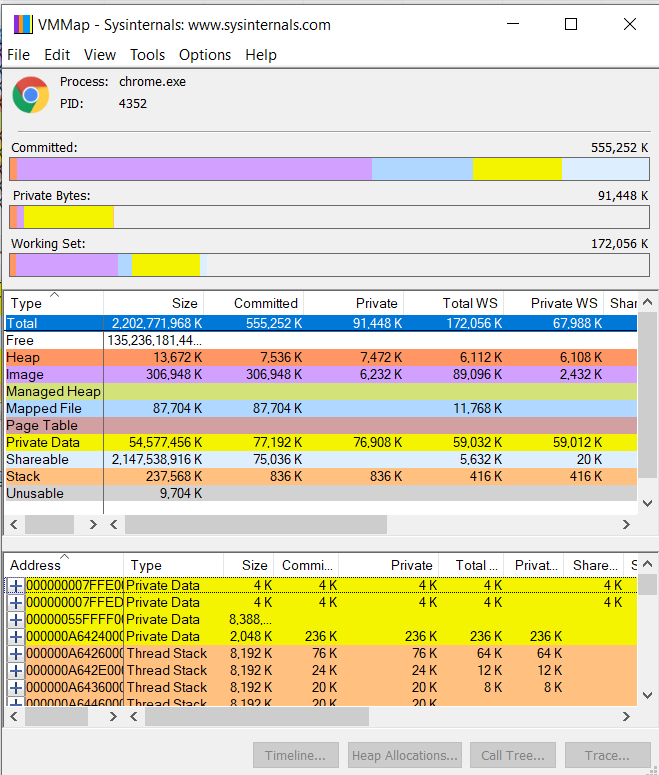 VMMap - Sysinternals: www.sysinternals.com
File Edit View Tools Options Help
Process: chrome.exe
PID: 4352
Committed: 555,252 K
Private Bytes: 91,448 K
Working Set: 172,056 K
Type Size Committed Private Total WS Private WS Shar
Total 2,202,771,968 K 555,252 K 91,448 K 172,056 K 67,988 K
Free 135,236,181,44...
Heap 13,672 K 7,536 K 7,472 K 6,112 K 6,108 K
Image 306,948 K 306,948 K 6,232 K 89,096 K 2,432 K
Managed Heap
Mapped File 87,704 K 87,704 K 11,768 K
Page Table
Private Data 54,577,456 K 77,192 K 76,908 K 59,032 K 59,012 K
Shareable 2,147,538,916 K 75,036 K 5,632 K 20 K
Stack 237,568 K 836 K 836 K 416 K 416 K
Unusable 9,704 K
Address Type Size Commi... Private Total ... Privat... Share... S
000000007FFE00 Private Data 4 K 4 K 4 K 4 K 4 K
000000007FFED Private Data 4 K 4 K 4 K 4 K 4 K
00000055FFFF0 Private Data 8,388,...
000000A6424000 Private Data 2,048 K 236 K 236 K 236 K 236 K
000000A6426000 Thread Stack 8,192 K 76 K 76 K 64 K 64 K
000000A642E000 Thread Stack 8,192 K 24 K 24 K 12 K 12 K
000000A6436000 Thread Stack 8,192 K 20 K 20 K 8 K 8 K
000000A6446000 Thread Stack 8,192 K 20 K 20 K
Timeline... Heap Allocations... Call Tree... Trace...